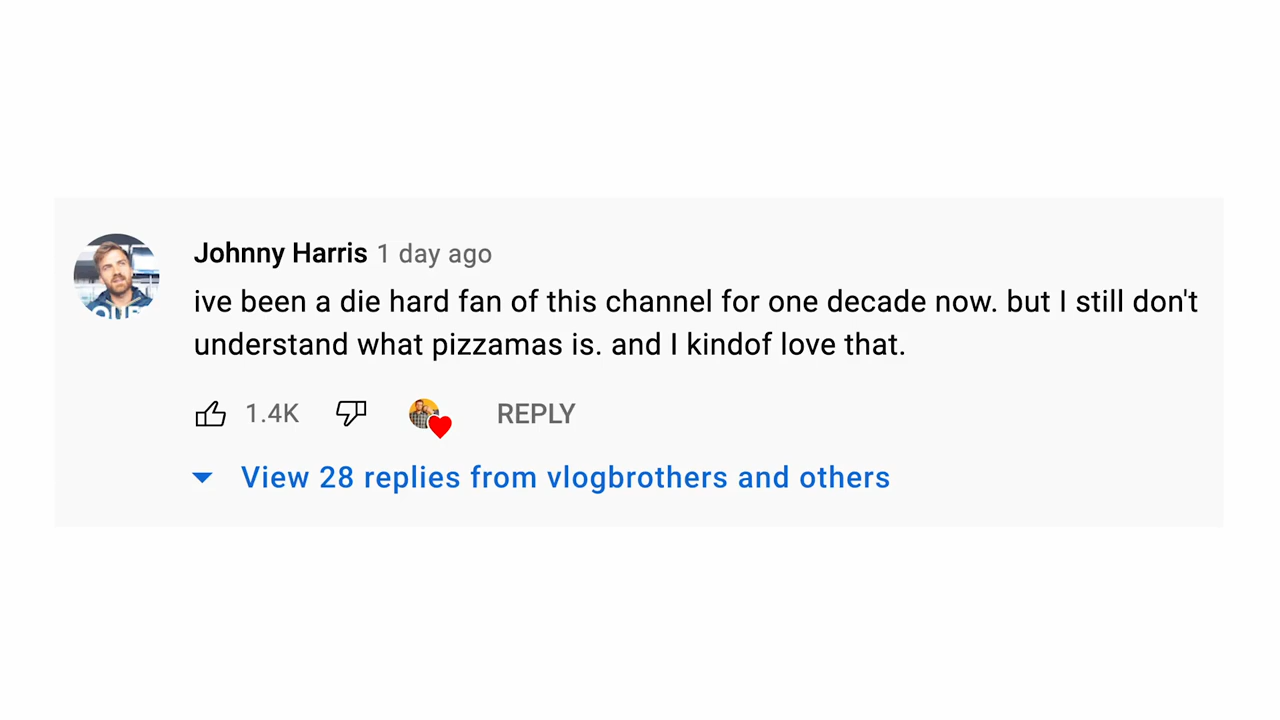 Johnny Harris 1 day ago
ive been a die hard fan of this channel for one decade now. but I still don't
understand what pizzamas is. and I kindof love that.
1.4K REPLY
View 28 replies from vlogbrothers and others